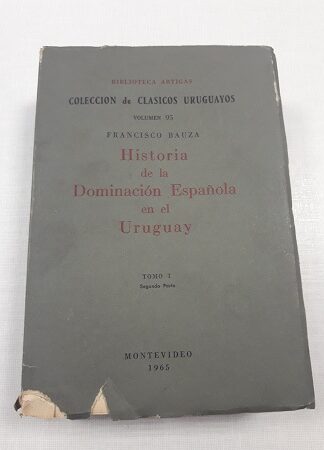 BIBLIOTECA ARTIGAS
COLECCION de CLASICOS URUGUAYOS
VOLUMEN 95
FRANCISCO BAUZA
Historia
de la
Dominación Española
en el
Uruguay
TOMO I
Segunda Parte
MONTEVIDEO
1965